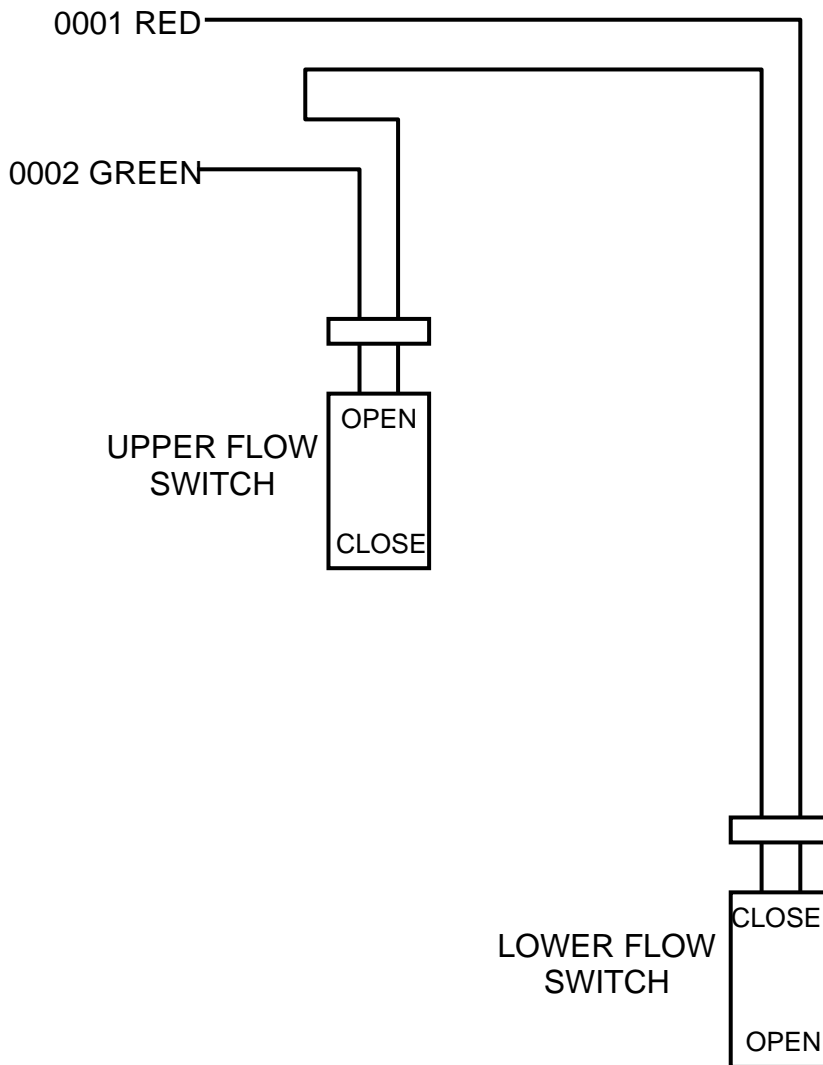 0001 RED
0002 GREEN
OPEN
UPPER FLOW
SWITCH
CLOSE
CLOSE
LOWER FLOW
SWITCH
OPEN